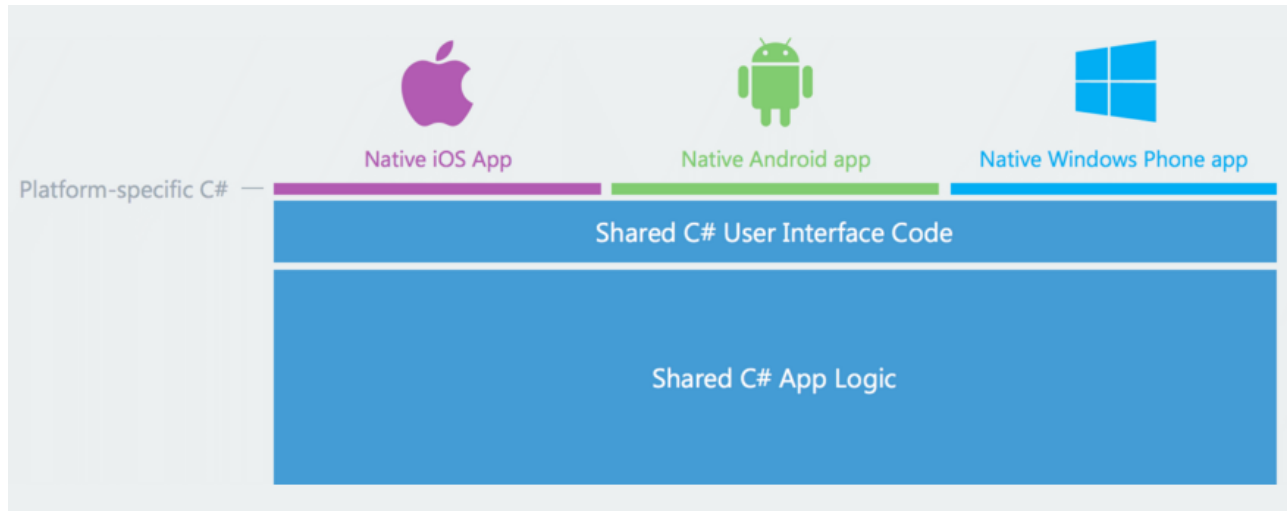 Native iOS App
Native Android app
Native Windows Phone app
Platform-specific C#
Shared C# User Interface Code
Shared C# App Logic